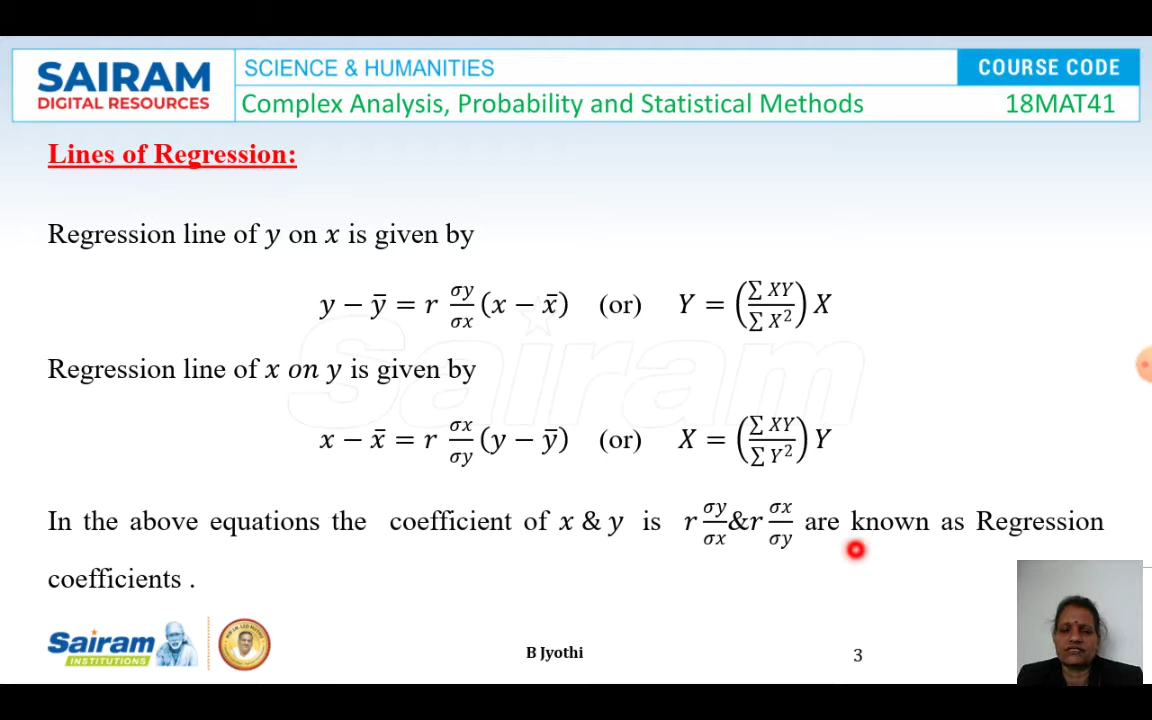 SAIRAM
DIGITAL RESOURCES
SCIENCE & HUMANITIES
COURSE CODE
Complex Analysis, Probability and Statistical Methods
18MAT41
Lines of Regression:
Regression line of y on x is given by
y − ȳ = r σy/σx (x − x̄) (or) Y = (∑ XY / ∑ X²) X
Regression line of x on y is given by
x − x̄ = r σx/σy (y − ȳ) (or) X = (∑ XY / ∑ Y²) Y
In the above equations the coefficient of x & y is r σy/σx &r σx/σy are known as Regression
coefficients .
Sairam
Sairam
INSTITUTIONS
B Jyothi
3